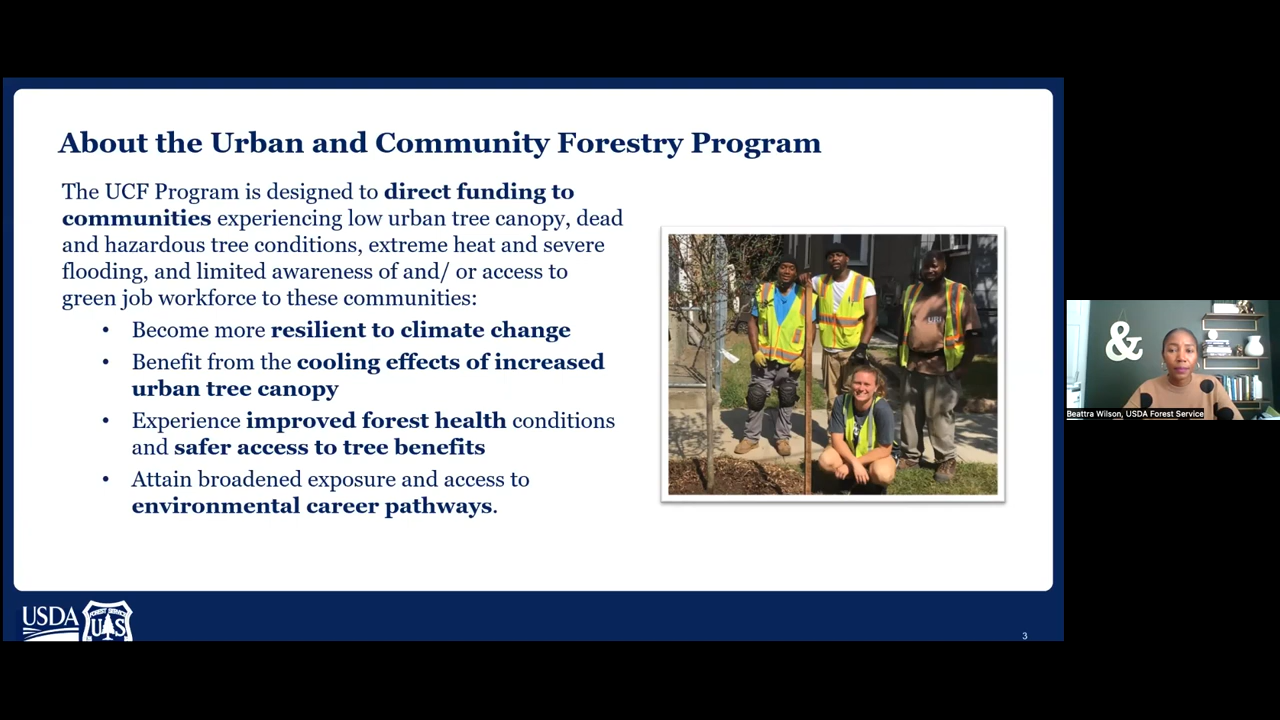 About the Urban and Community Forestry Program
The UCF Program is designed to direct funding to
communities experiencing low urban tree canopy, dead
and hazardous tree conditions, extreme heat and severe
flooding, and limited awareness of and/ or access to
green job workforce to these communities:
• Become more resilient to climate change
• Benefit from the cooling effects of increased
urban tree canopy
• Experience improved forest health conditions
and safer access to tree benefits
• Attain broadened exposure and access to
environmental career pathways.
&
Beattra Wilson, USDA Forest Service
USDA
FOREST SERVICE
U S
3